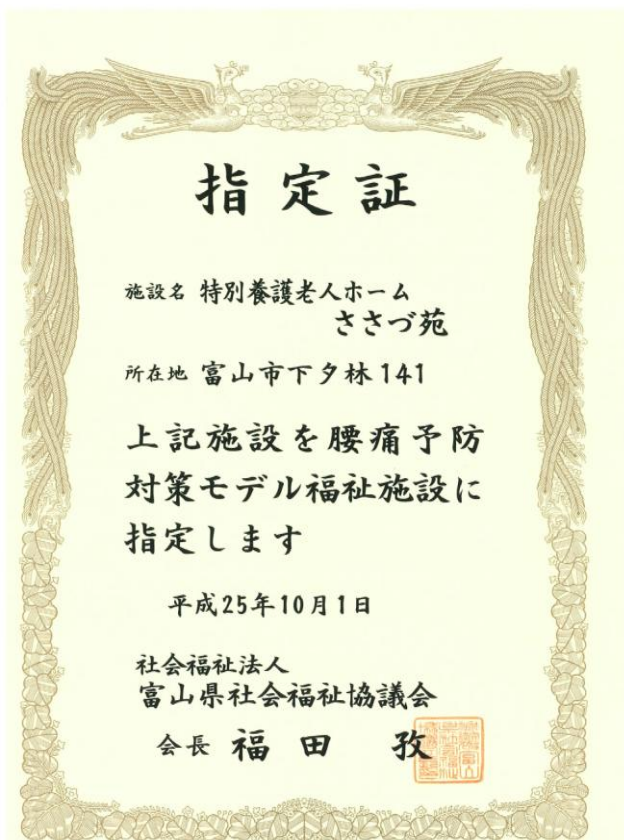 指定証
施設名 特別養護老人ホーム
ささづ苑
所在地 富山市下夕林141
上記施設を腰痛予防
対策モデル福祉施設に
指定します
平成25年10月1日
社会福祉法人
富山県社会福祉協議会
会長 福田 孜